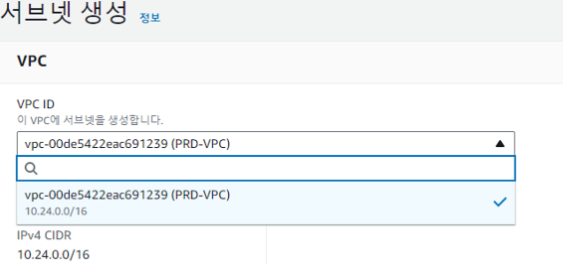 서브넷 생성 정보
VPC
VPC ID
이 VPC에 서브넷을 생성합니다.
vpc-00de5422eac691239 (PRD-VPC)
vpc-00de5422eac691239 (PRD-VPC)
10.24.0.0/16
IPv4 CIDR
10.24.0.0/16